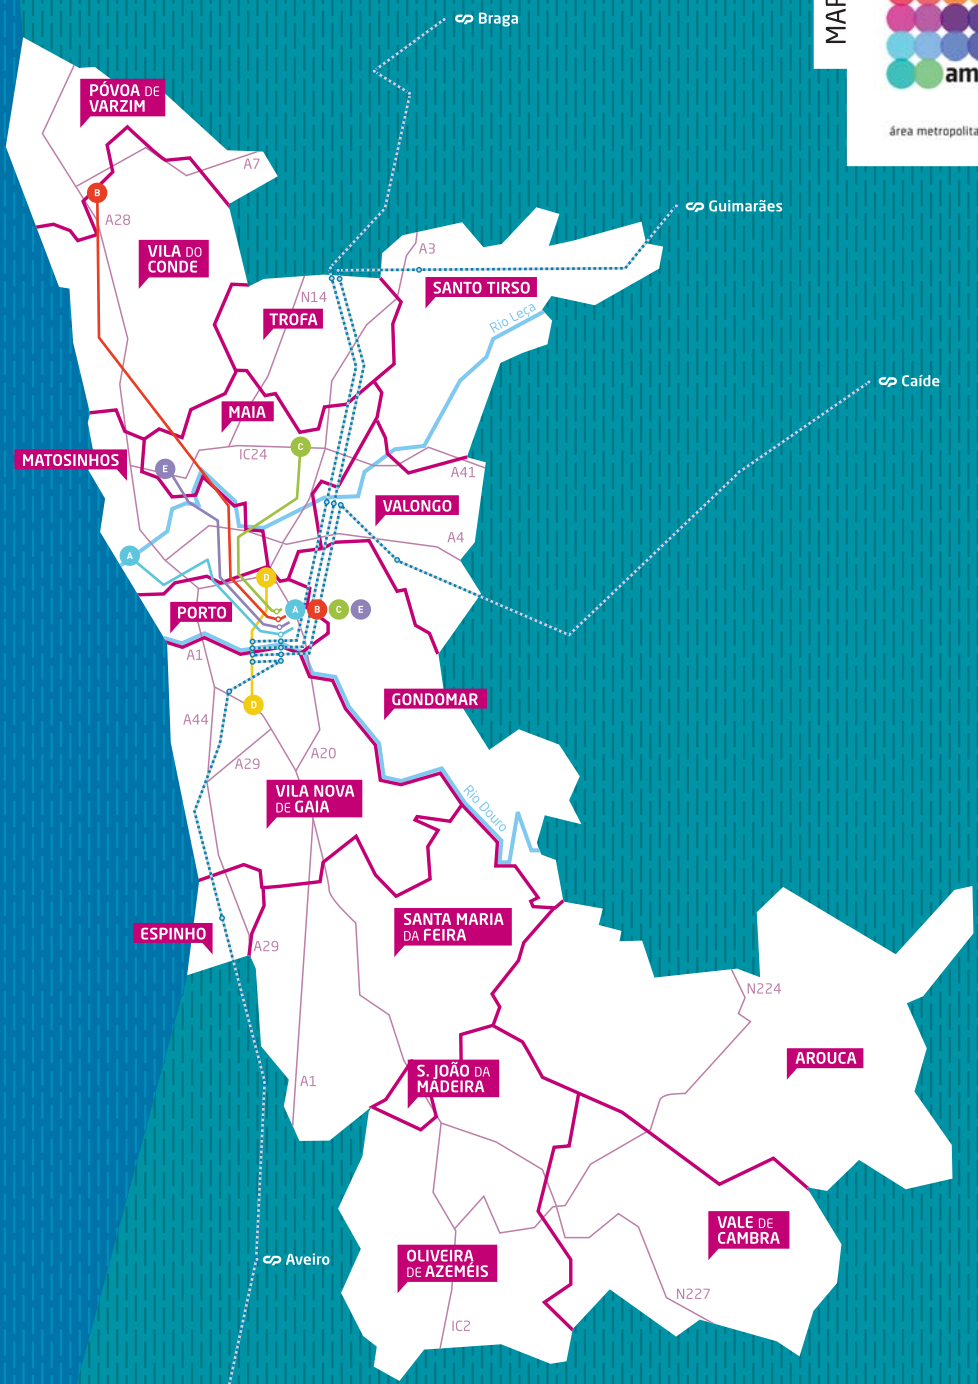 Braga
MAP
am
área metropolita
PÓVOA DE
VARZIM
A7
B
A28
Guimarães
VILA DO
CONDE
A3
SANTO TIRSO
N14
TROFA
Rio Leça
Caíde
MAIA
C
IC24
MATOSINHOS
E
A41
VALONGO
A4
A
D
PORTO
A
B
C
E
A1
GONDOMAR
D
A44
A20
A29
VILA NOVA
DE GAIA
Rio Douro
SANTA MARIA
DA FEIRA
ESPINHO
A29
N224
AROUCA
S. JOÃO DA
MADEIRA
A1
VALE DE
CAMBRA
Aveiro
OLIVEIRA
DE AZEMÉIS
N227
IC2